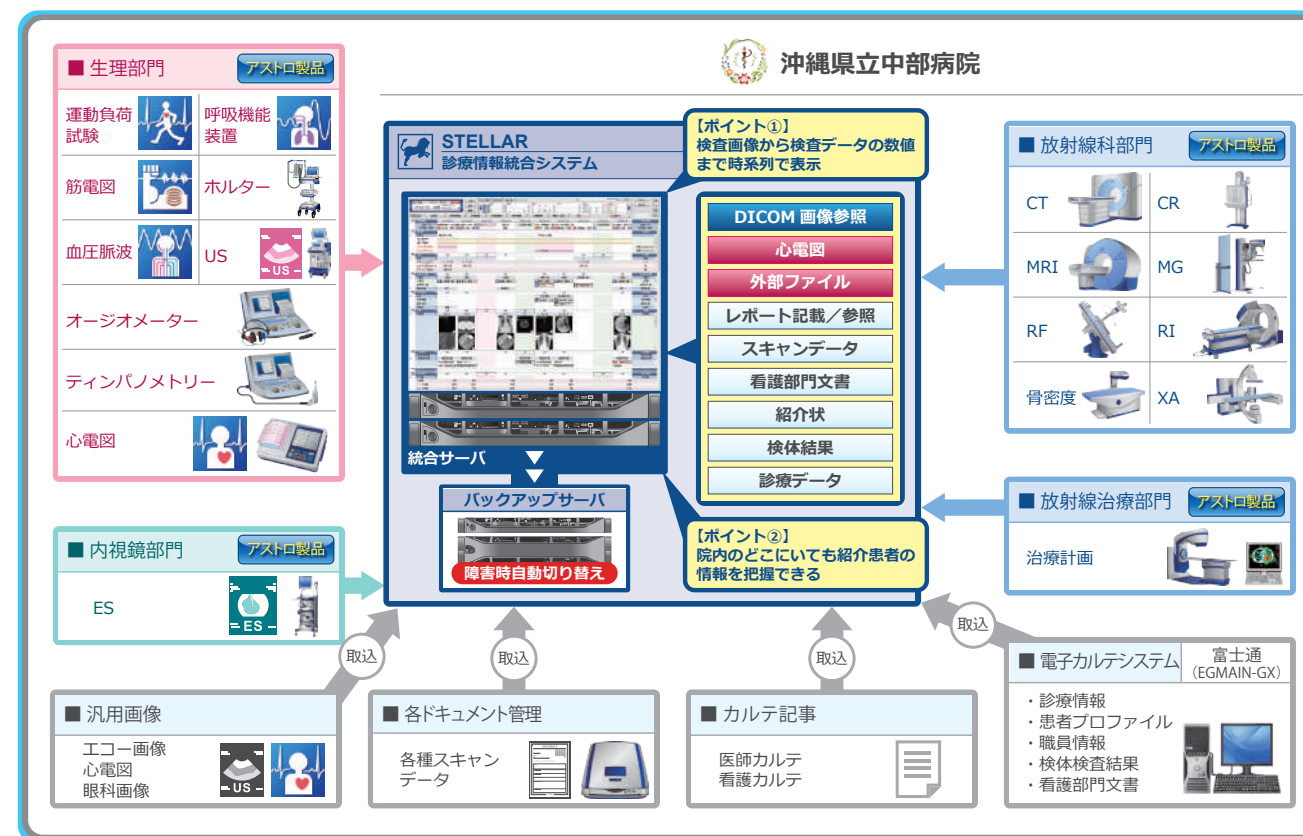 沖縄県立中部病院
■ 生理部門
アストロ製品
運動負荷
試験
呼吸機能
装置
筋電図
ホルター
血圧脈波
US
US
オージオメーター
ティンパノメトリー
心電図
■ 内視鏡部門
アストロ製品
ES
ES
STELLAR
診療情報統合システム
【ポイント①】
検査画像から検査データの数値
まで時系列で表示
DICOM 画像参照
心電図
外部ファイル
レポート記載／参照
スキャンデータ
看護部門文書
紹介状
検体結果
診療データ
統合サーバ
バックアップサーバ
障害時自動切り替え
【ポイント②】
院内のどこにいても紹介患者の
情報を把握できる
■ 放射線科部門
アストロ製品
CT
CR
MRI
MG
RF
RI
骨密度
XA
■ 放射線治療部門
アストロ製品
治療計画
取込
取込
取込
取込
■ 汎用画像
エコー画像
心電図
眼科画像
US
■ 各ドキュメント管理
各種スキャン
データ
■ カルテ記事
医師カルテ
看護カルテ
■ 電子カルテシステム
富士通
（EGMAIN-GX）
・診療情報
・患者プロファイル
・職員情報
・検体検査結果
・看護部門文書